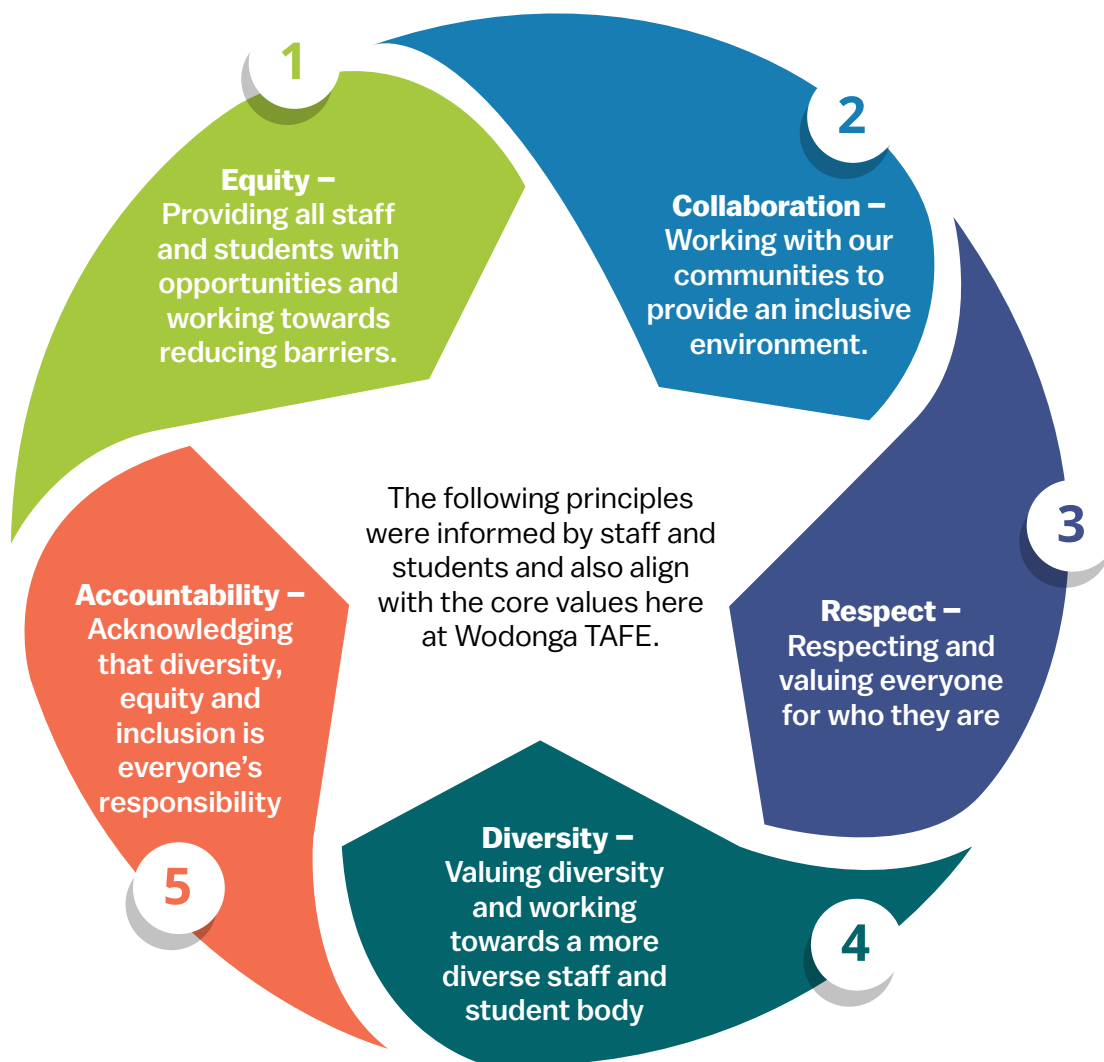 1
Equity –
Providing all staff
and students with
opportunities and
working towards
reducing barriers.
2
Collaboration –
Working with our
communities to
provide an inclusive
environment.
3
Respect –
Respecting and
valuing everyone
for who they are
4
Diversity –
Valuing diversity
and working
towards a more
diverse staff and
student body
5
Accountability –
Acknowledging
that diversity,
equity and
inclusion is
everyone’s
responsibility
The following principles
were informed by staff and
students and also align
with the core values here
at Wodonga TAFE.